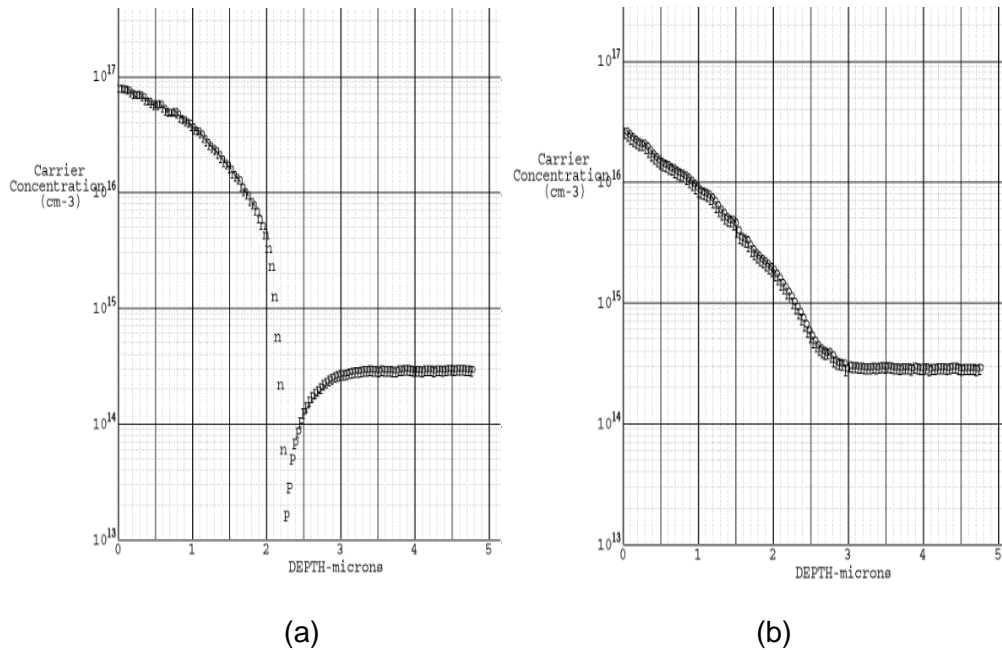 10^17
Carrier
Concentration
(cm-3)
10^16
10^15
n
n
n
n
n
10^14
n
p
p
p
10^13
0 1 2 3 4 5
DEPTH-microns
(a)
10^17
Carrier
Concentration
(cm-3)
10^16
10^15
10^14
10^13
0 1 2 3 4 5
DEPTH-microns
(b)